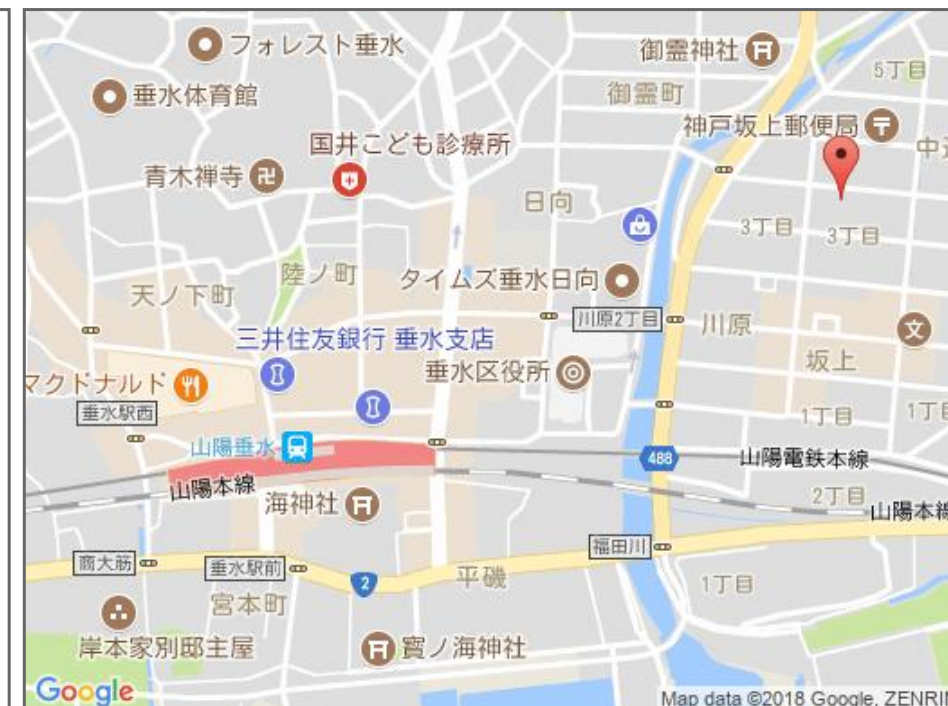 フォレスト垂水
御霊神社
5丁目
垂水体育館
御霊町
神戸坂上郵便局
国井こども診療所
青木禅寺
日向
3丁目
3丁目
陸ノ町
タイムズ垂水日向
天ノ下町
川原2丁目
川原
三井住友銀行 垂水支店
坂上
マクドナルド
垂水区役所
垂水駅西
1丁目
1丁
山陽垂水
488
山陽電鉄本線
山陽本線
2丁目
海神社
山陽本線
福田川
商大筋
垂水駅前
2
平磯
1丁目
宮本町
岸本家別邸主屋
寳ノ海神社
Google
Map data ©2018 Google, ZENRIN